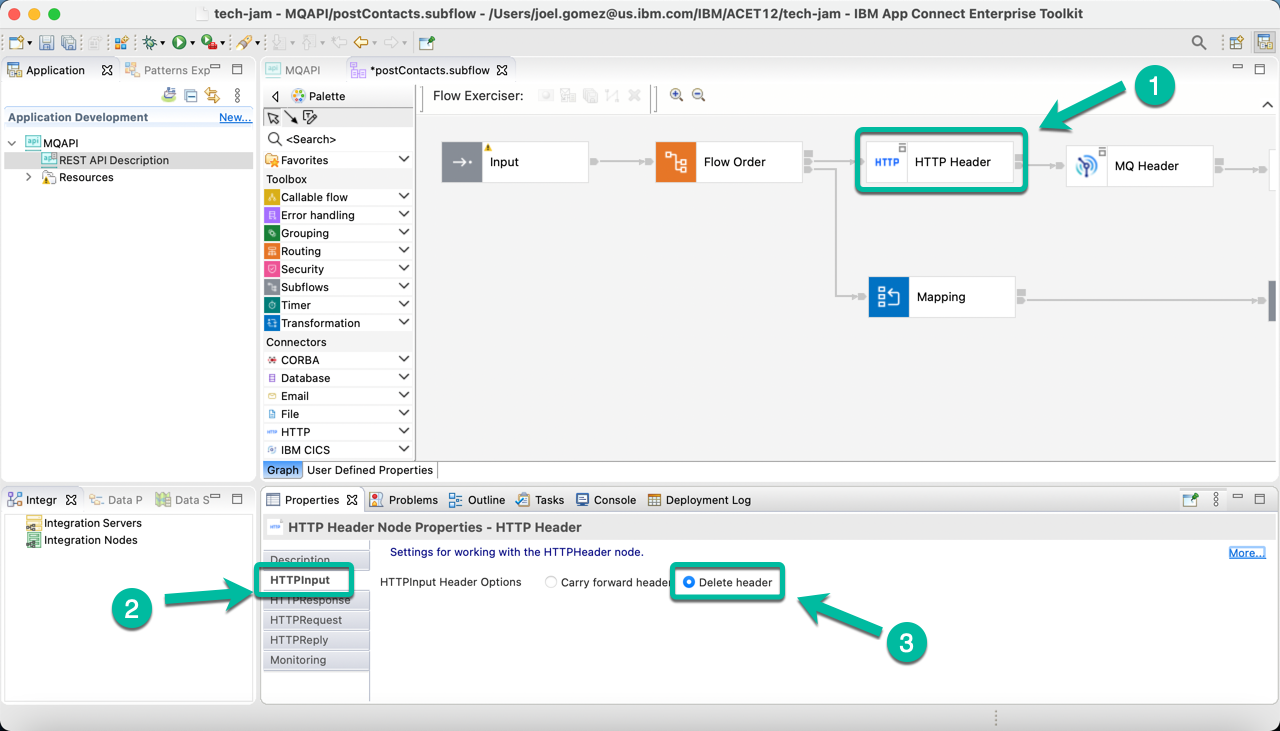 tech-jam - MQAPI/postContacts.subflow - /Users/joel.gomez@us.ibm.com/IBM/ACET12/tech-jam - IBM App Connect Enterprise Toolkit
Application
Patterns Exp
MQAPI
*postContacts.subflow
Palette
Flow Exerciser:
1
Application Development
New...
<Search>
MQAPI
REST API Description
Resources
Favorites
Toolbox
Callable flow
Error handling
Grouping
Routing
Security
Subflows
Timer
Transformation
Connectors
CORBA
Database
Email
File
HTTP
IBM CICS
Input
Flow Order
HTTP
HTTP Header
MQ Header
Mapping
Graph
User Defined Properties
Integr
Data P
Data S
Integration Servers
Integration Nodes
Properties
Problems
Outline
Tasks
Console
Deployment Log
HTTP Header Node Properties - HTTP Header
Description
HTTPInput
HTTPResponse
HTTPRequest
HTTPReply
Monitoring
Settings for working with the HTTPHeader node.
More...
HTTPInput Header Options
Carry forward header
Delete header
2
3